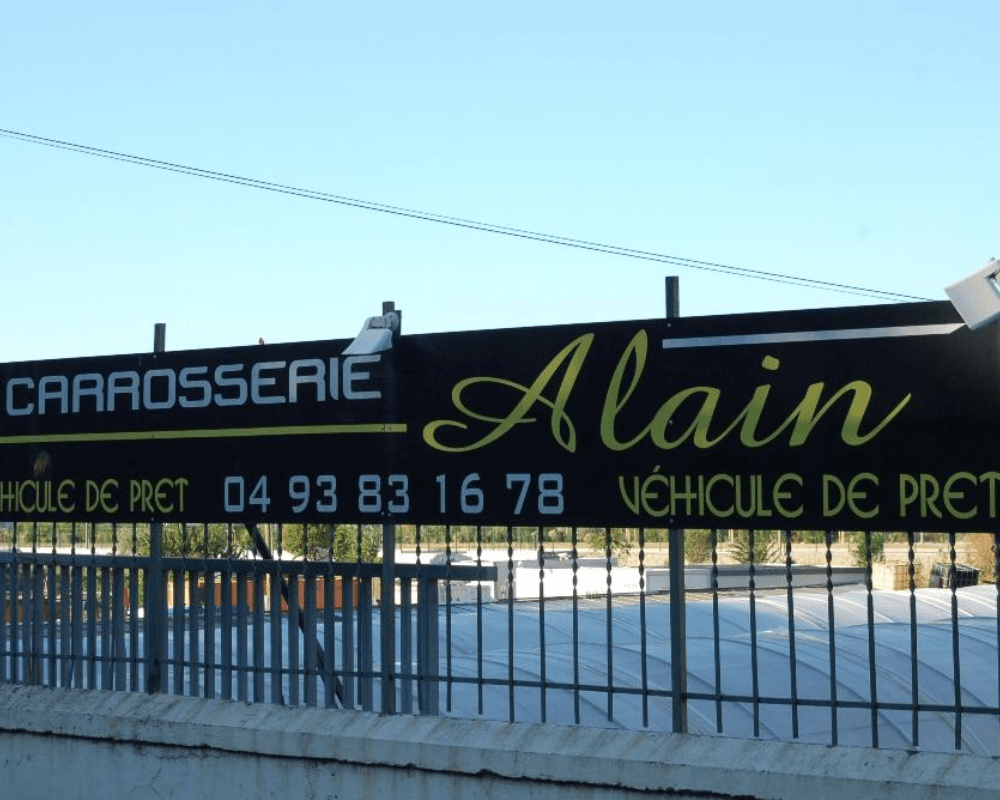 CARROSSERIE Alain
HICULE DE PRET 04 93 83 16 78 VÉHICULE DE PRET